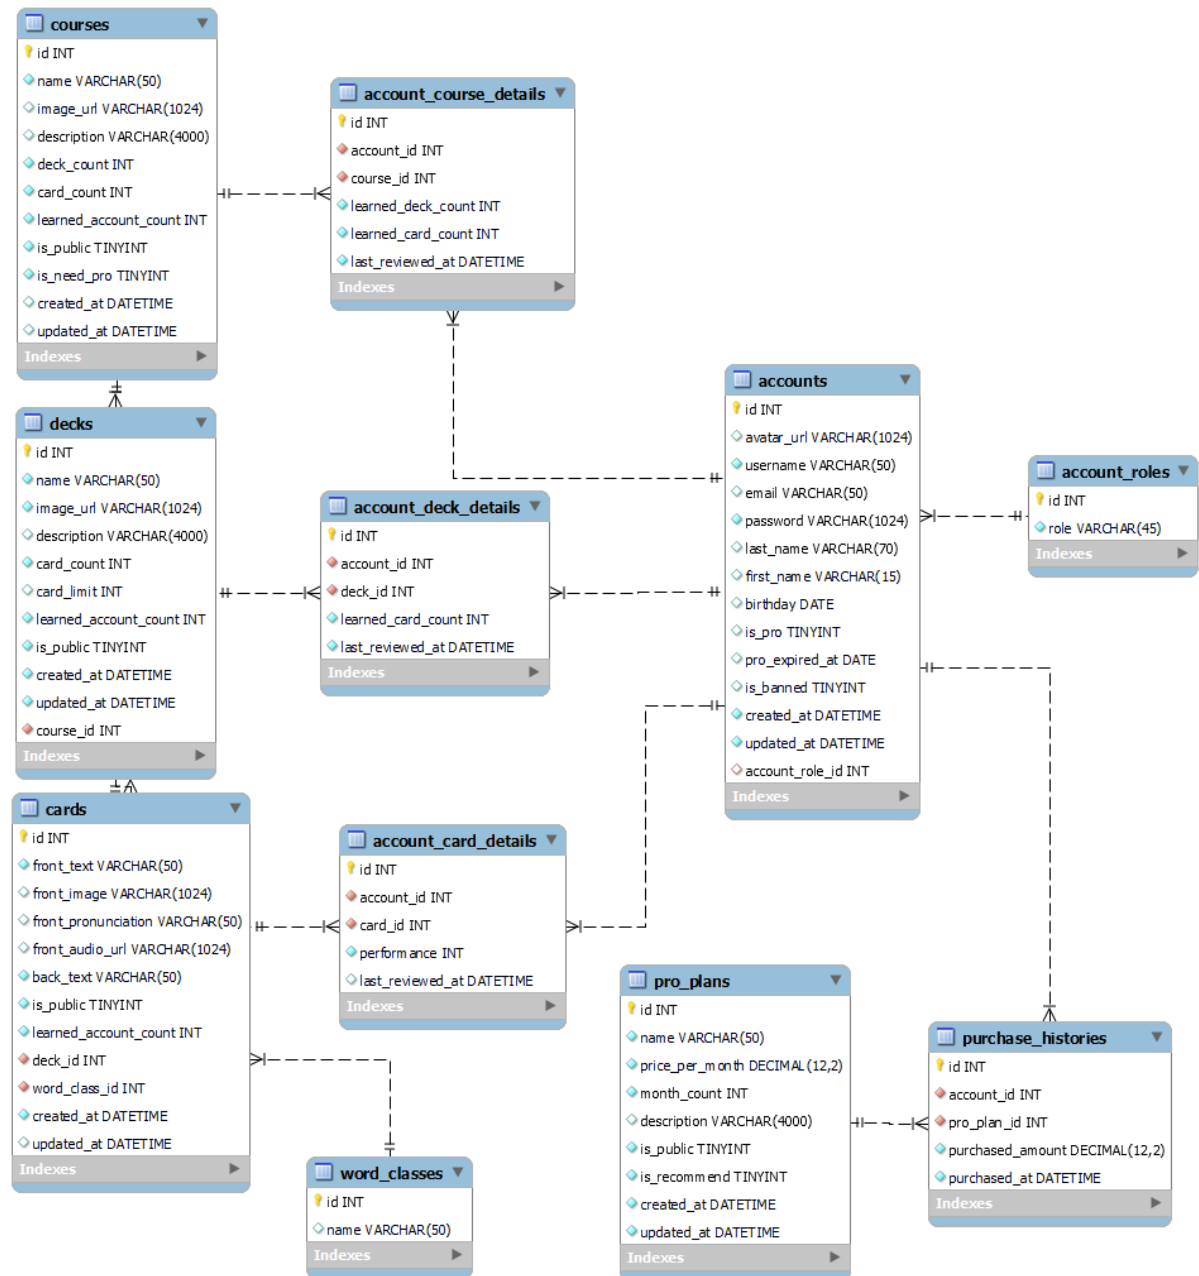 courses
id INT
name VARCHAR(50)
image_url VARCHAR(1024)
description VARCHAR(4000)
deck_count INT
card_count INT
learned_account_count INT
is_public TINYINT
is_need_pro TINYINT
created_at DATETIME
updated_at DATETIME
Indexes
account_course_details
id INT
account_id INT
course_id INT
learned_deck_count INT
learned_card_count INT
last_reviewed_at DATETIME
Indexes
decks
id INT
name VARCHAR(50)
image_url VARCHAR(1024)
description VARCHAR(4000)
card_count INT
card_limit INT
learned_account_count INT
is_public TINYINT
created_at DATETIME
updated_at DATETIME
course_id INT
Indexes
account_deck_details
id INT
account_id INT
deck_id INT
learned_card_count INT
last_reviewed_at DATETIME
Indexes
accounts
id INT
avatar_url VARCHAR(1024)
username VARCHAR(50)
email VARCHAR(50)
password VARCHAR(1024)
last_name VARCHAR(70)
first_name VARCHAR(15)
birthday DATE
is_pro TINYINT
pro_expired_at DATE
is_banned TINYINT
created_at DATETIME
updated_at DATETIME
account_role_id INT
Indexes
account_roles
id INT
role VARCHAR(45)
Indexes
cards
id INT
front_text VARCHAR(50)
front_image VARCHAR(1024)
front_pronunciation VARCHAR(50)
front_audio_url VARCHAR(1024)
back_text VARCHAR(50)
is_public TINYINT
learned_account_count INT
deck_id INT
word_class_id INT
created_at DATETIME
updated_at DATETIME
Indexes
account_card_details
id INT
account_id INT
card_id INT
performance INT
last_reviewed_at DATETIME
Indexes
word_classes
id INT
name VARCHAR(50)
Indexes
pro_plans
id INT
name VARCHAR(50)
price_per_month DECIMAL(12,2)
month_count INT
description VARCHAR(4000)
is_public TINYINT
is_recommend TINYINT
created_at DATETIME
updated_at DATETIME
Indexes
purchase_histories
id INT
account_id INT
pro_plan_id INT
purchased_amount DECIMAL(12,2)
purchased_at DATETIME
Indexes